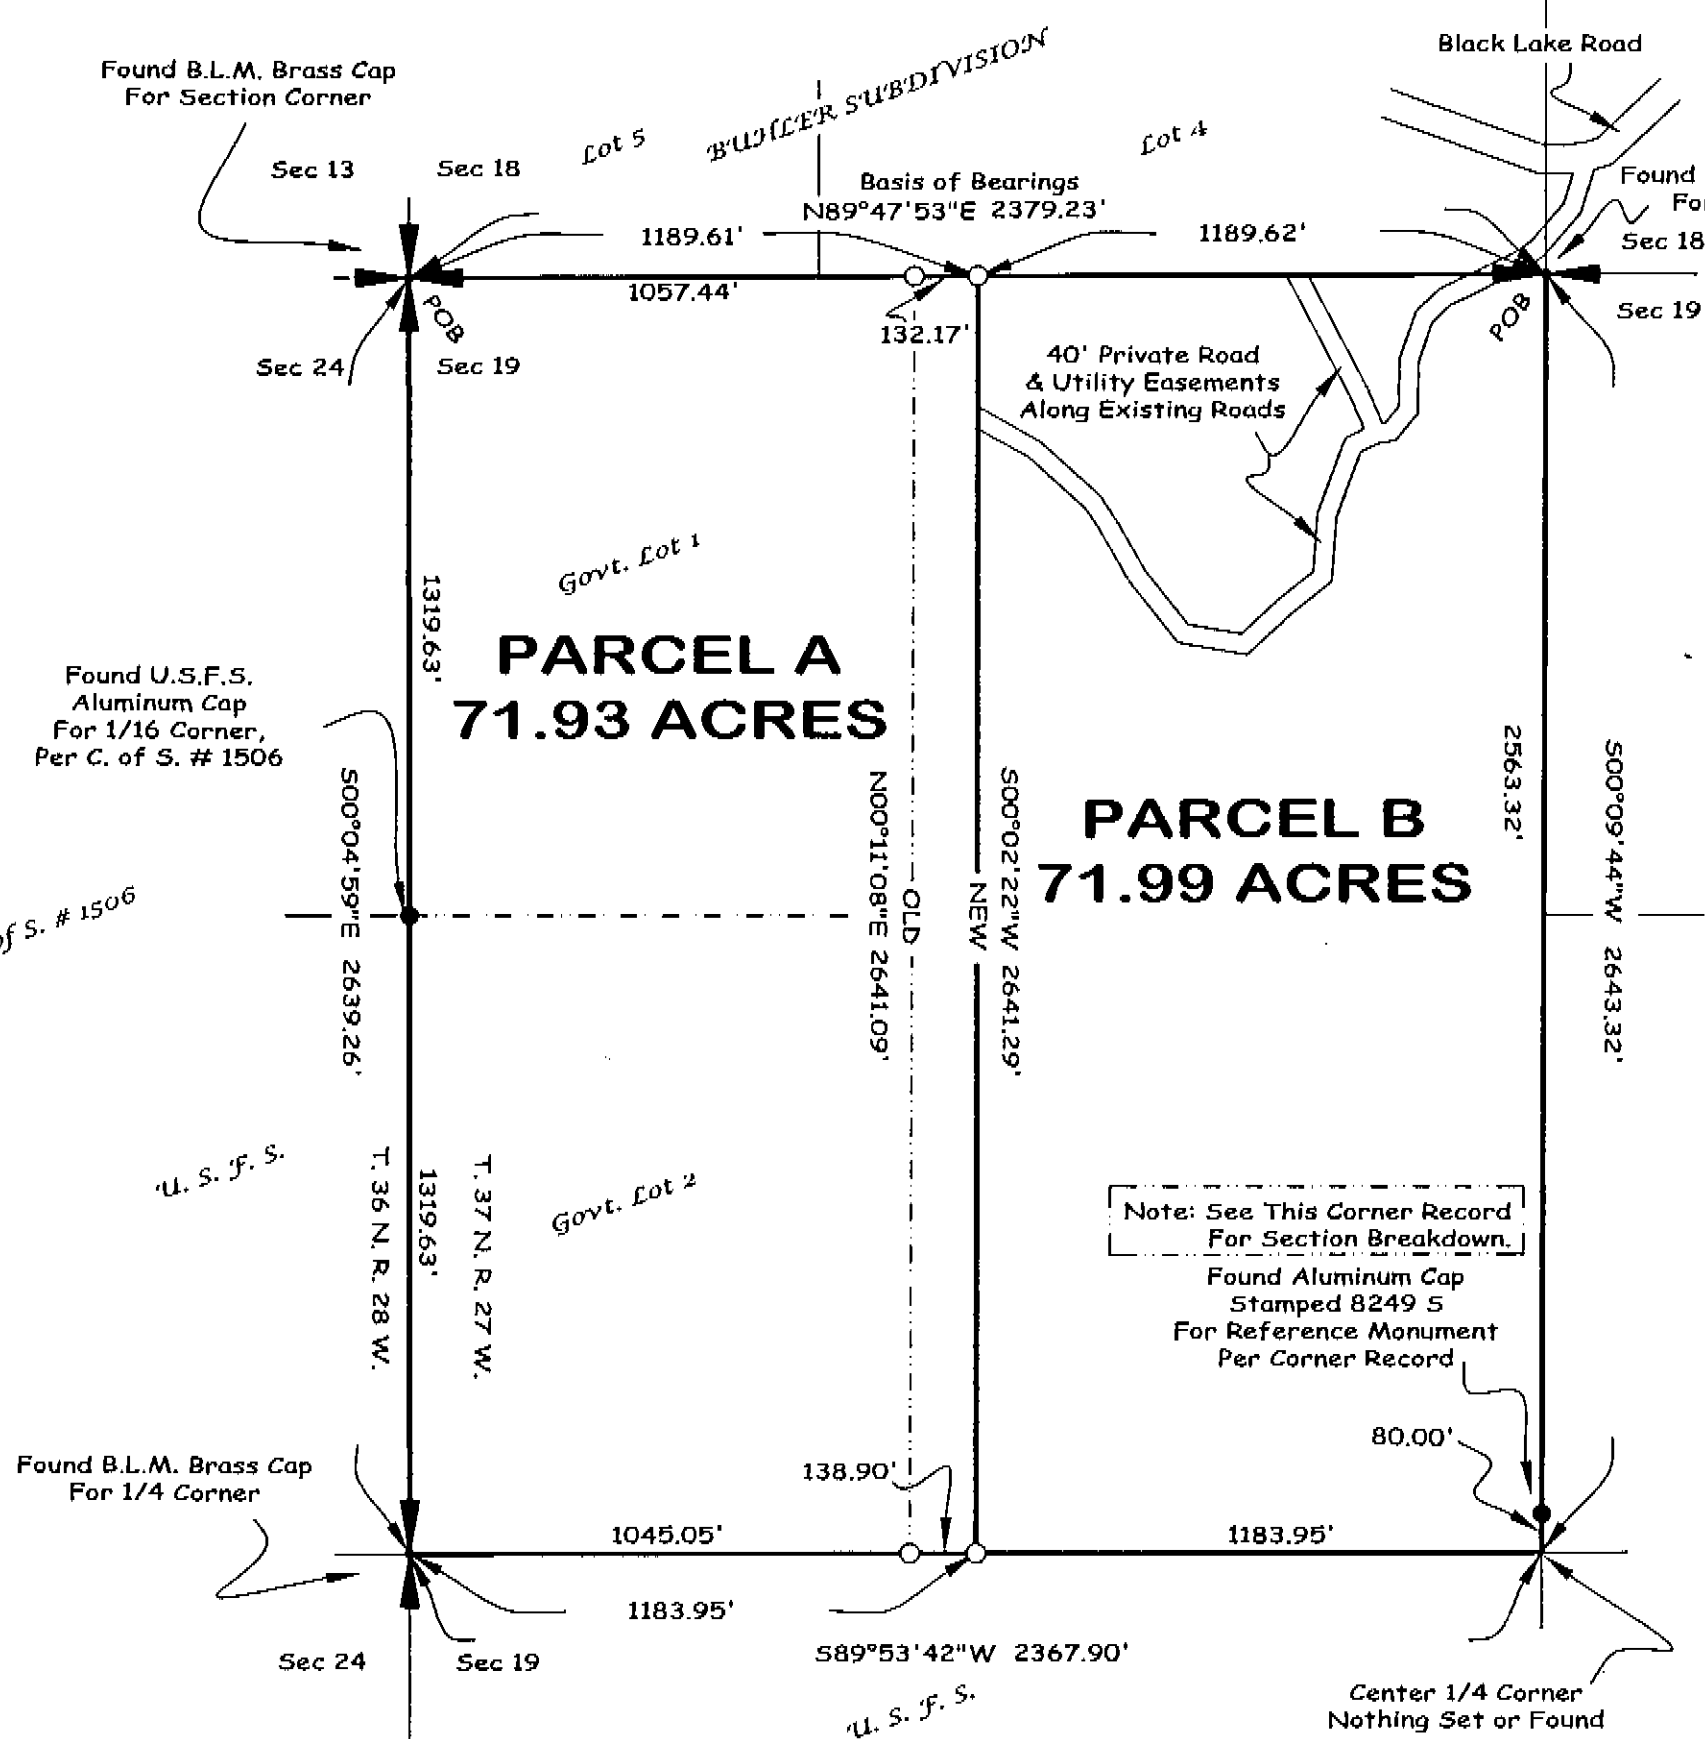 Black Lake Road
Found B.L.M. Brass Cap
For Section Corner
BUHLER SUBDIVISION
Lot 5
Lot 4
Sec 13
Sec 18
Basis of Bearings
N89°47'53"E 2379.23'
Found
Sec 18
1189.61'
1189.62'
1057.44'
132.17'
POB
POB
Sec 19
Sec 24
Sec 19
40' Private Road
& Utility Easements
Along Existing Roads
Govt. Lot 1
1319.63'
PARCEL A
71.93 ACRES
Found U.S.F.S.
Aluminum Cap
For 1/16 Corner,
Per C. of S. # 1506
S00°04'59"E 2639.26'
N00°11'08"E 2641.09'
OLD
NEW
S00°02'22"W 2641.29'
PARCEL B
71.99 ACRES
2563.32'
S00°09'44"W 2643.32'
of S. # 1506
U. S. F. S.
T. 36 N. R. 28 W.
1319.63'
T. 37 N. R. 27 W.
Govt. Lot 2
Note: See This Corner Record
For Section Breakdown.
Found Aluminum Cap
Stamped 8249 S
For Reference Monument
Per Corner Record
80.00'
Found B.L.M. Brass Cap
For 1/4 Corner
138.90'
1045.05'
1183.95'
1183.95'
S89°53'42"W 2367.90'
Sec 24
Sec 19
U. S. F. S.
Center 1/4 Corner
Nothing Set or Found